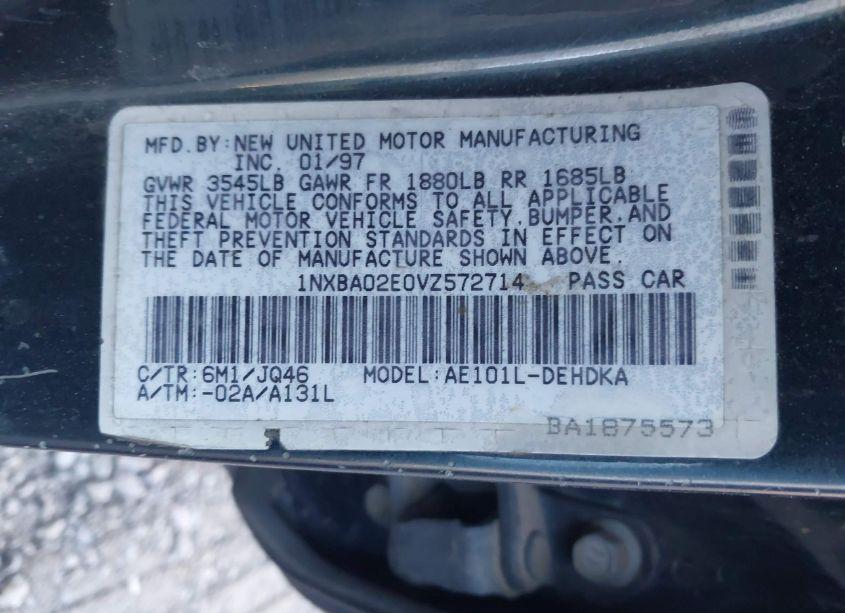 MFD.BY:NEW UNITED MOTOR MANUFACTURING
INC. 01/97
GVWR 3545LB GAWR FR 1880LB RR 1685LB
THIS VEHICLE CONFORMS TO ALL APPLICABLE
FEDERAL MOTOR VEHICLE SAFETY,BUMPER,AND
THEFT PREVENTION STANDARDS IN EFFECT ON
THE DATE OF MANUFACTURE SHOWN ABOVE.
1NXBA02E0VZ572714 PASS CAR
C/TR:6M1/JQ46 MODEL:AE101L-DEHDKA
A/TM:-02A/A131L
BA1875573